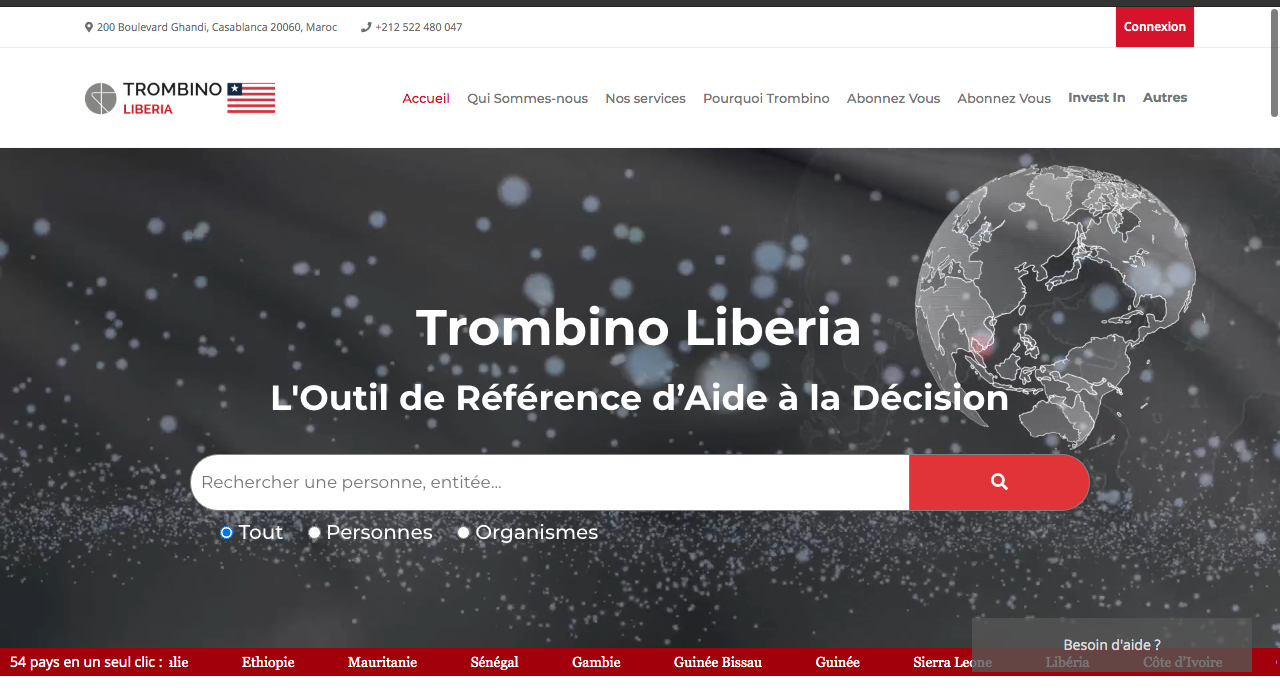 200 Boulevard Ghandi, Casablanca 20060, Maroc +212 522 480 047 Connexion
TROMBINO
LIBERIA
Accueil Qui Sommes-nous Nos services Pourquoi Trombino Abonnez Vous Abonnez Vous Invest In Autres
Trombino Liberia
L'Outil de Référence d’Aide à la Décision
Rechercher une personne, entitée...
Tout Personnes Organismes
Besoin d'aide ?
54 pays en un seul clic : alie Ethiopie Mauritanie Sénégal Gambie Guinée Bissau Guinée Sierra Leone Libéria Côte d'Ivoire